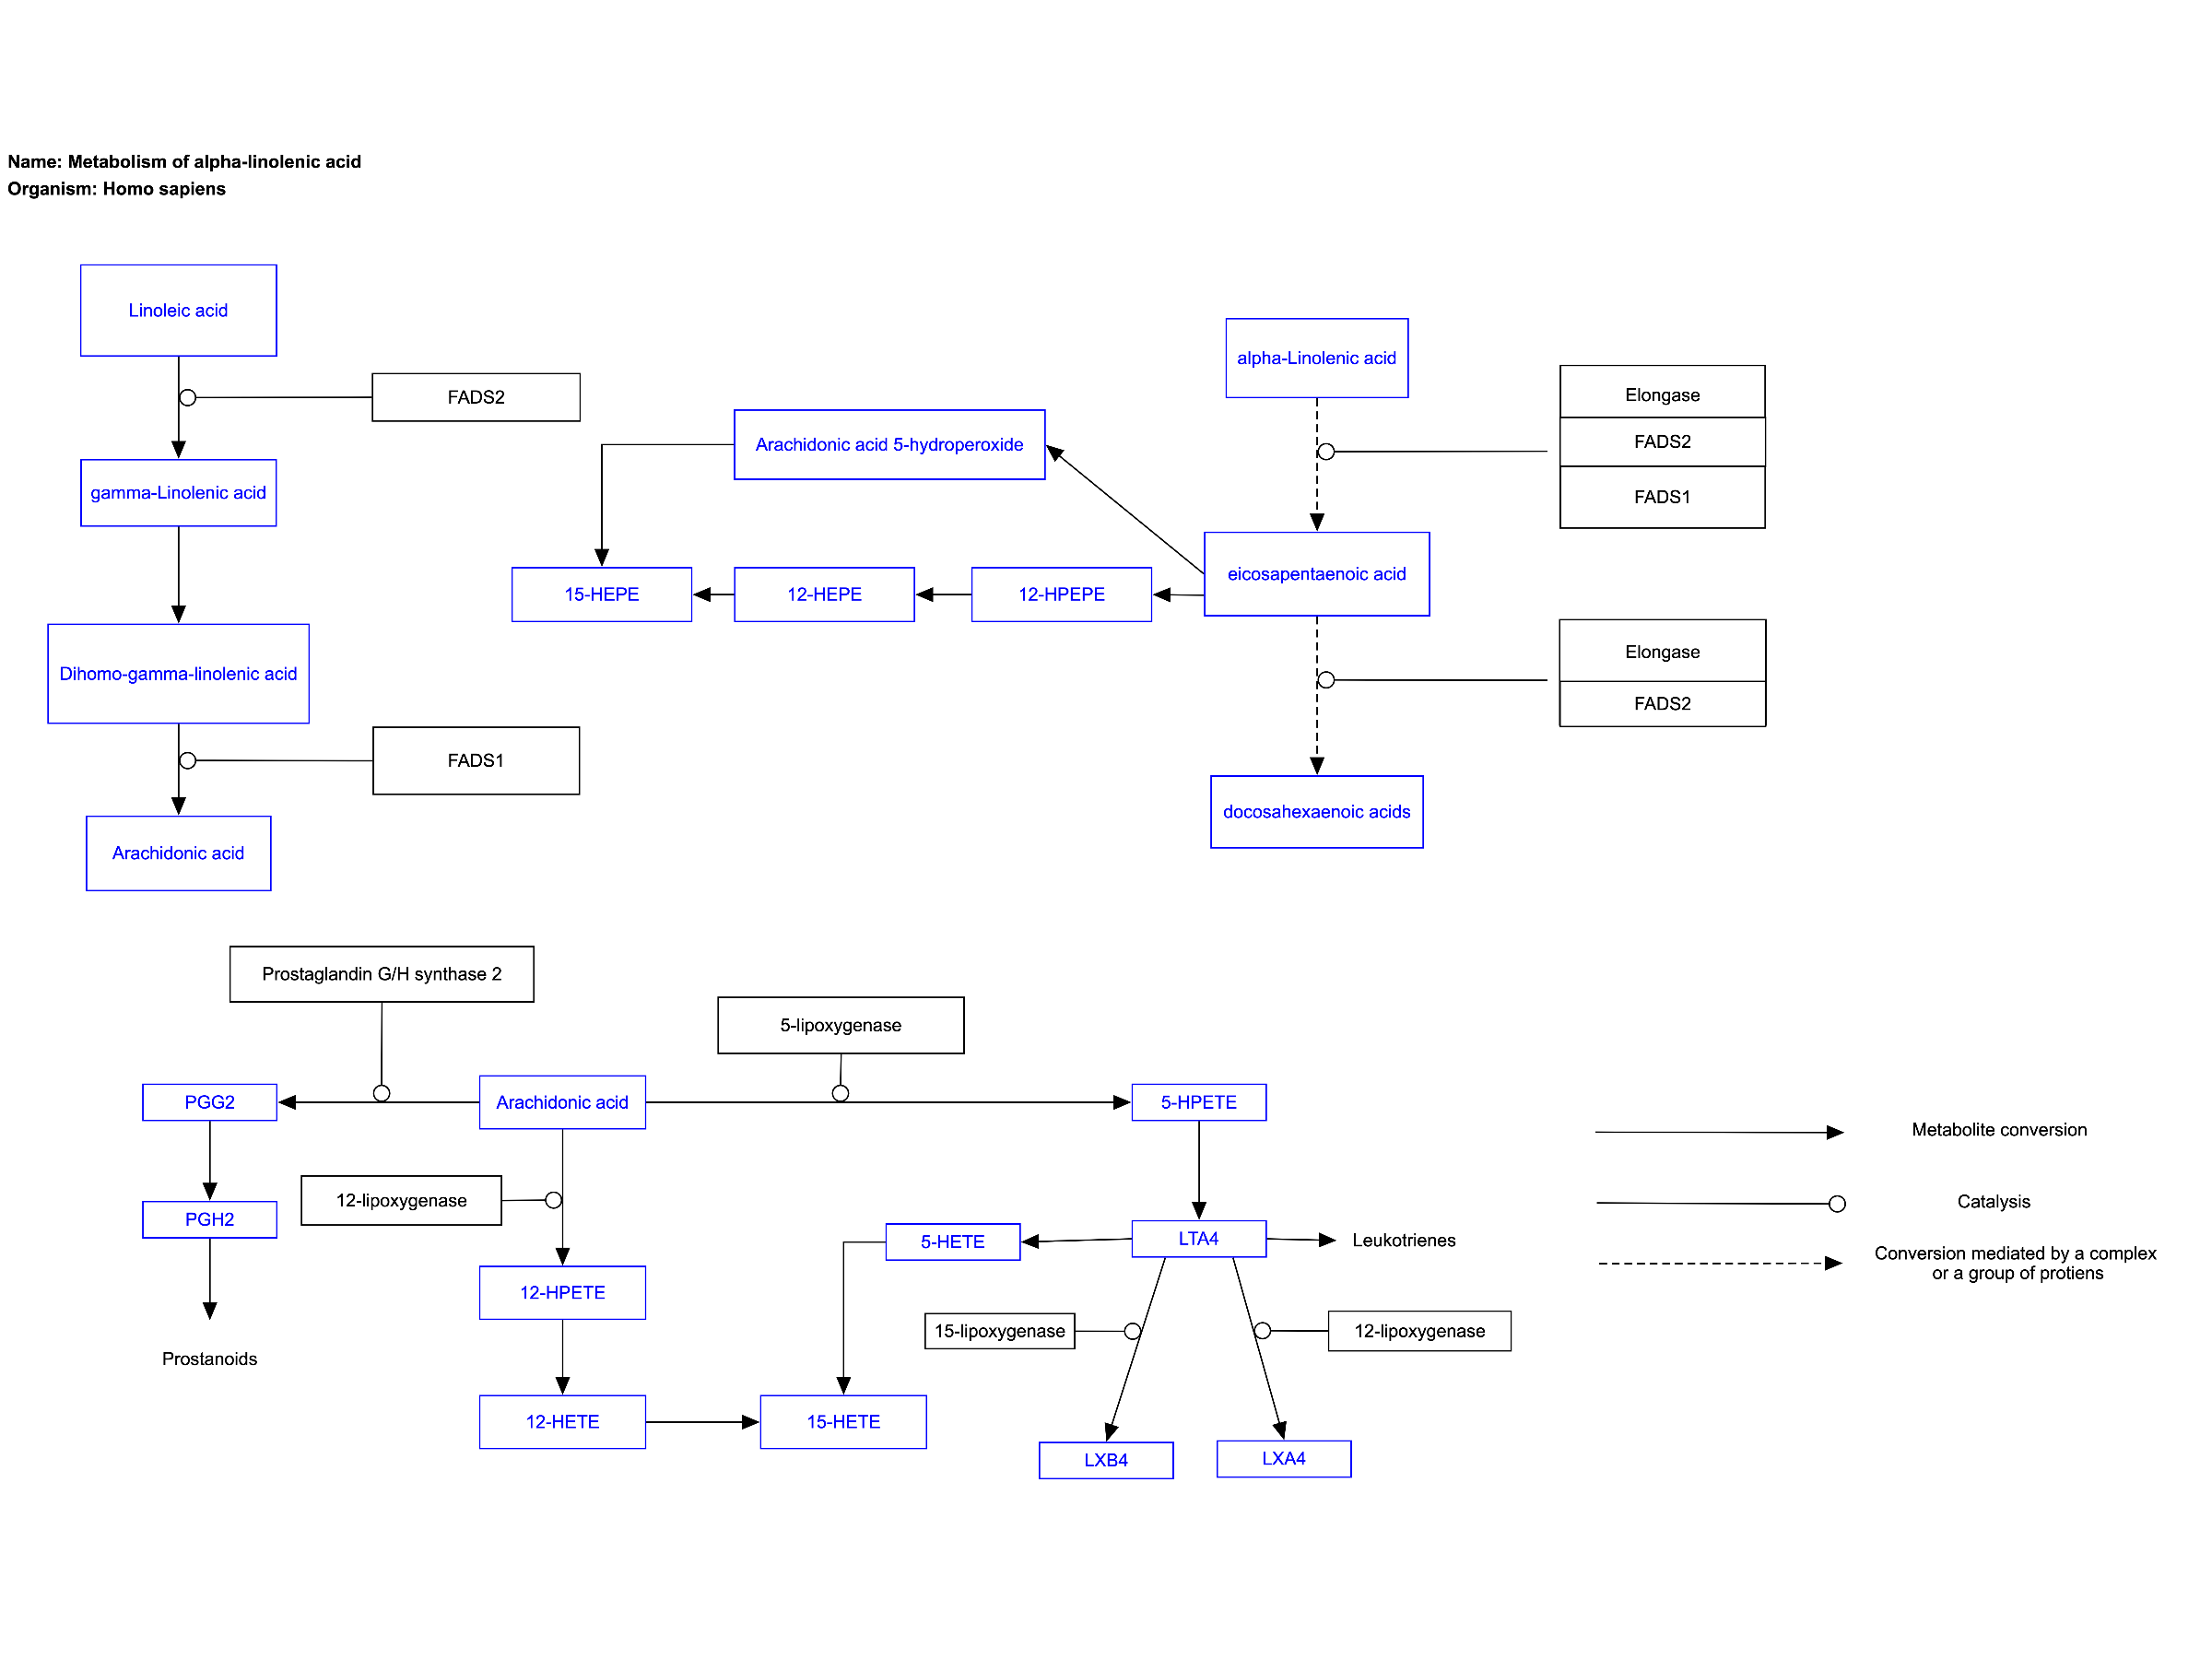 Name: Metabolism of alpha-linolenic acid
Organism: Homo sapiens
Linoleic acid
FADS2
gamma-Linolenic acid
Dihomo-gamma-linolenic acid
FADS1
Arachidonic acid
alpha-Linolenic acid
Elongase
FADS2
FADS1
Arachidonic acid 5-hydroperoxide
eicosapentaenoic acid
15-HEPE
12-HEPE
12-HPEPE
Elongase
FADS2
docosahexaenoic acids
Prostaglandin G/H synthase 2
5-lipoxygenase
PGG2
Arachidonic acid
5-HPETE
12-lipoxygenase
PGH2
5-HETE
LTA4
Leukotrienes
12-HPETE
15-lipoxygenase
12-lipoxygenase
Prostanoids
12-HETE
15-HETE
LXB4
LXA4
Metabolite conversion
Catalysis
Conversion mediated by a complex
or a group of protiens